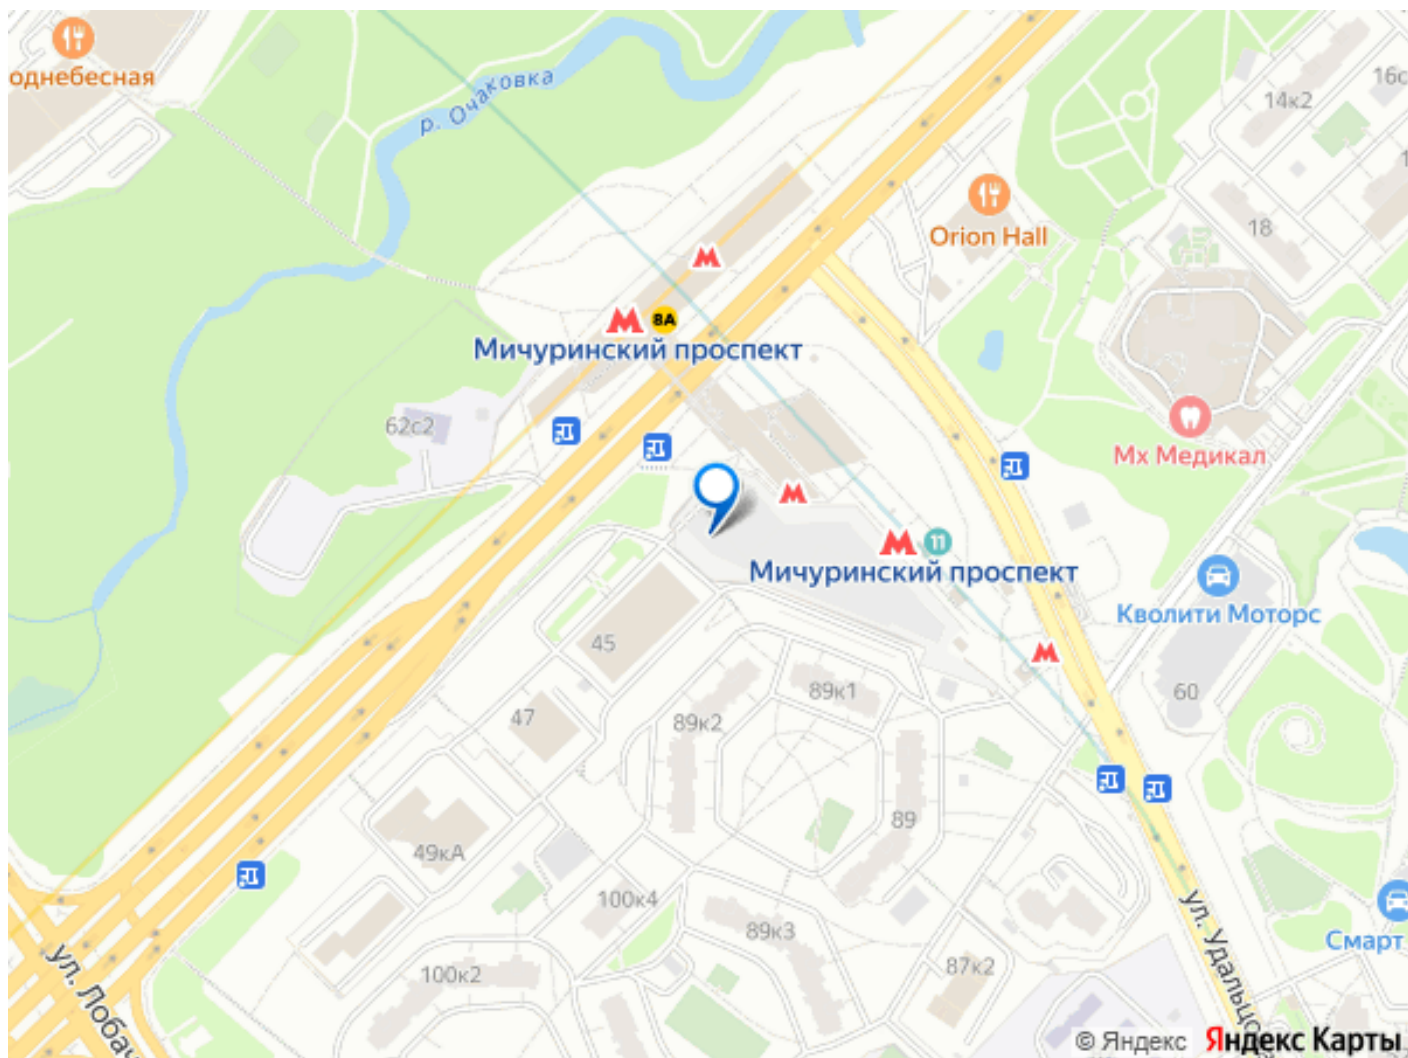 однебесная
р. Очаковка
14к2
16с
Orion Hall
18
8А
Мичуринский проспект
62с2
Мх Медикал
11
Мичуринский проспект
Кволити Моторс
45
60
89к1
47
89к2
89
49кА
100к4
89к3
ул. Удальцо
Смарт
ул. Лобач
100к2
87к2
© Яндекс Яндекс Карты